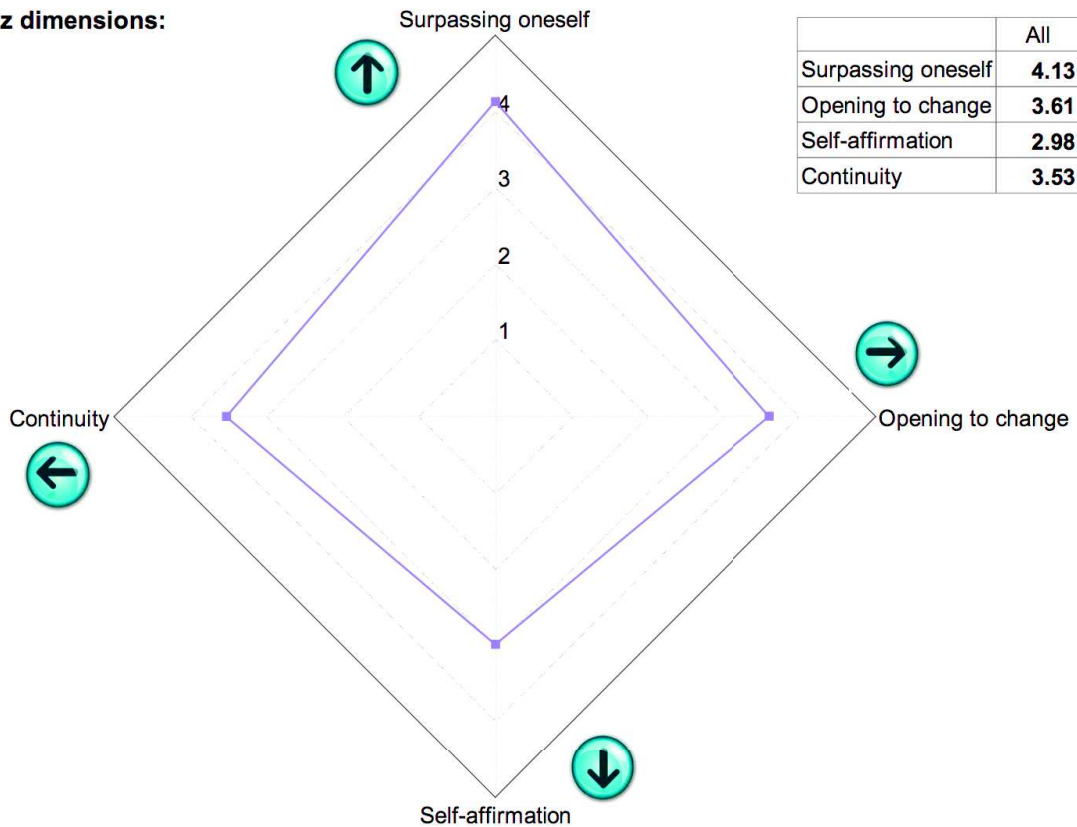 z dimensions:
Surpassing oneself
All
Surpassing oneself 4.13
Opening to change 3.61
Self-affirmation 2.98
Continuity 3.53
4
3
2
1
Continuity
Opening to change
Self-affirmation